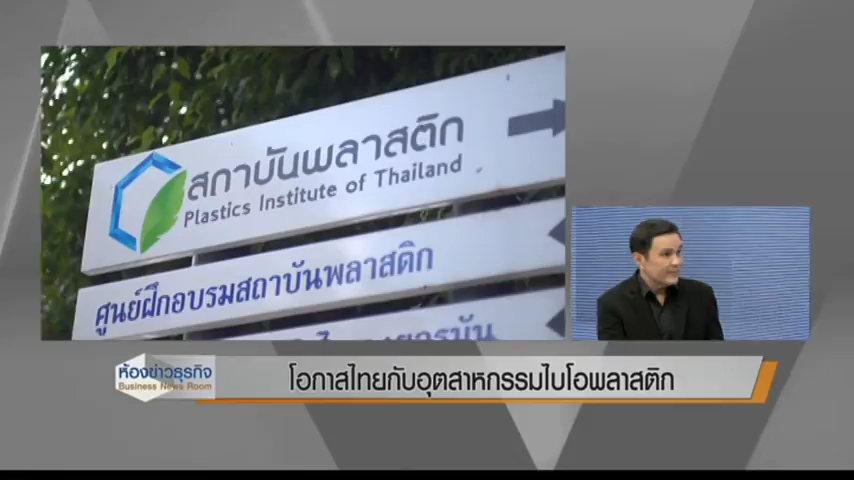 สถาบันพลาสติก
Plastics Institute of Thailand
ศูนย์ฝึกอบรมสถาบันพลาสติก
ห้องข่าวธุรกิจ
Business News Room
โอกาสไทยกับอุตสาหกรรมไบโอพลาสติก